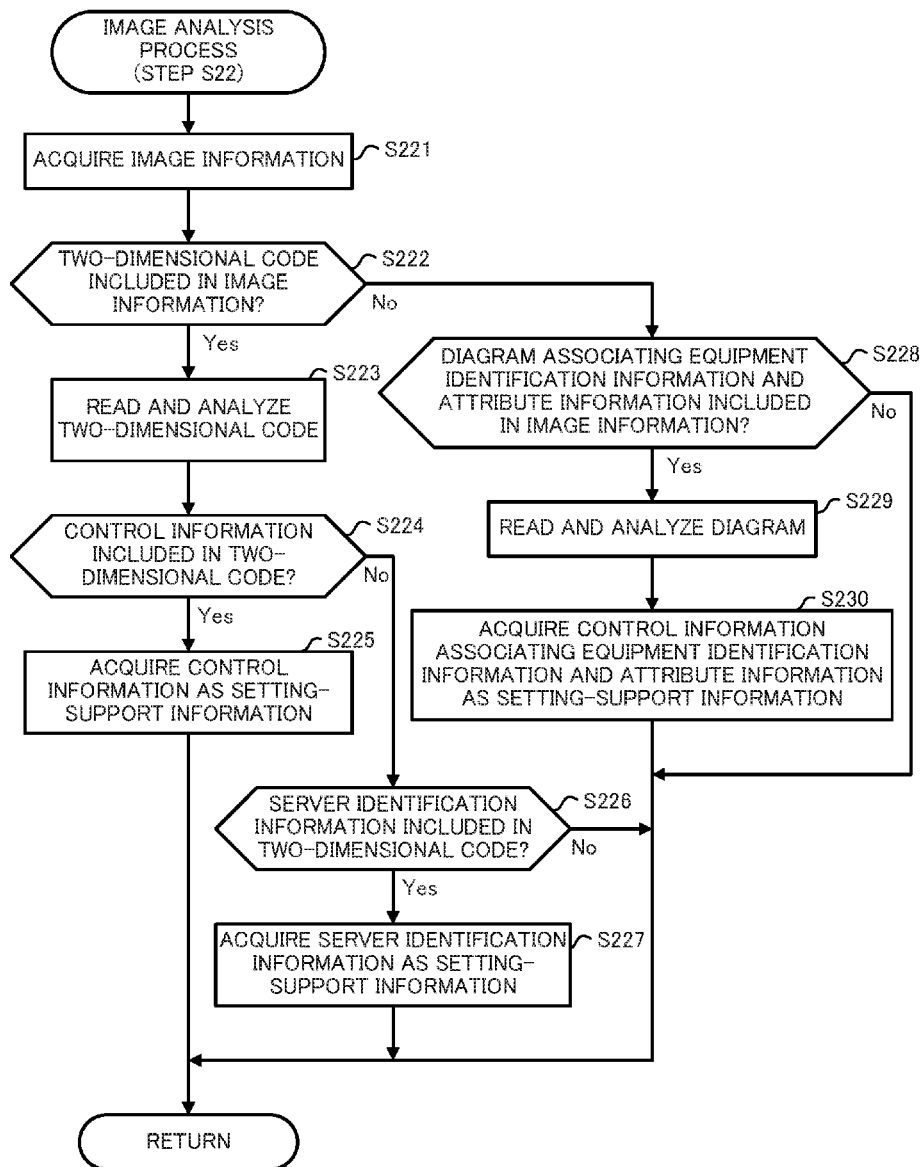 IMAGE ANALYSIS
PROCESS
(STEP S22)
ACQUIRE IMAGE INFORMATION
S221
TWO-DIMENSIONAL CODE
INCLUDED IN IMAGE
INFORMATION?
S222
No
Yes
READ AND ANALYZE
TWO-DIMENSIONAL CODE
S223
CONTROL INFORMATION
INCLUDED IN TWO-
DIMENSIONAL CODE?
S224
No
Yes
ACQUIRE CONTROL
INFORMATION AS SETTING-
SUPPORT INFORMATION
S225
SERVER IDENTIFICATION
INFORMATION INCLUDED IN
TWO-DIMENSIONAL CODE?
S226
No
Yes
ACQUIRE SERVER IDENTIFICATION
INFORMATION AS SETTING-
SUPPORT INFORMATION
S227
DIAGRAM ASSOCIATING EQUIPMENT
IDENTIFICATION INFORMATION AND
ATTRIBUTE INFORMATION INCLUDED
IN IMAGE INFORMATION?
S228
No
Yes
READ AND ANALYZE DIAGRAM
S229
ACQUIRE CONTROL INFORMATION
ASSOCIATING EQUIPMENT IDENTIFICATION
INFORMATION AND ATTRIBUTE INFORMATION
AS SETTING-SUPPORT INFORMATION
S230
RETURN